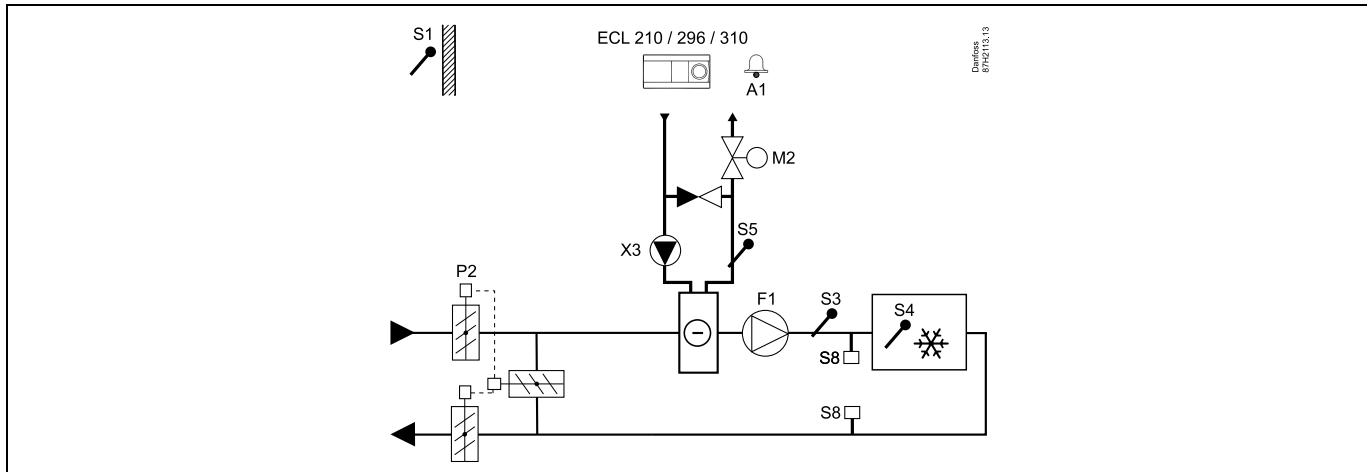 S1
ECL 210 / 296 / 310
A1
Danfoss
87H2113.13
M2
S5
X3
P2
F1
S3
S4
S8
S8